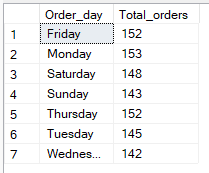 Order_day Total_orders
1 Friday 152
2 Monday 153
3 Saturday 148
4 Sunday 143
5 Thursday 152
6 Tuesday 145
7 Wednes... 142